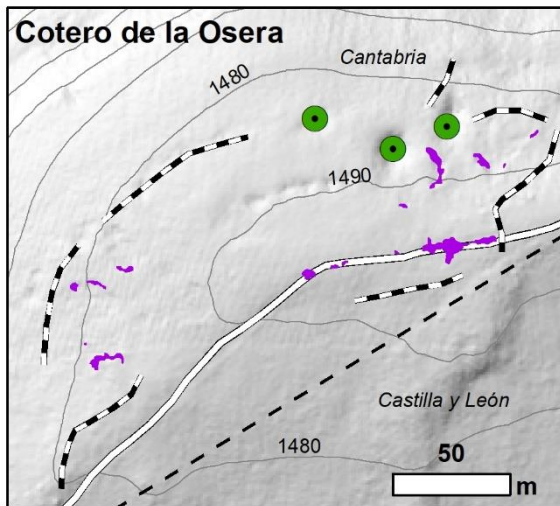 Cotero de la Osera
Cantabria
1480
1490
Castilla y León
1480
50
m